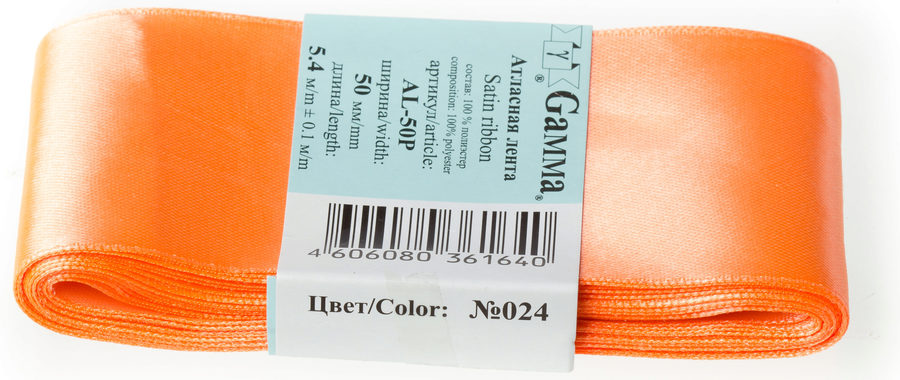 γ
®
Gамма®
Атласная лента
Satin ribbon
состав: 100 % полиэстер
composition: 100% polyester
артикул/article:
AL-50P
ширина/width:
50 мм/mm
длина/length:
5.4 м/m ± 0.1 м/m
4 606080 361640
Цвет/Color: №024